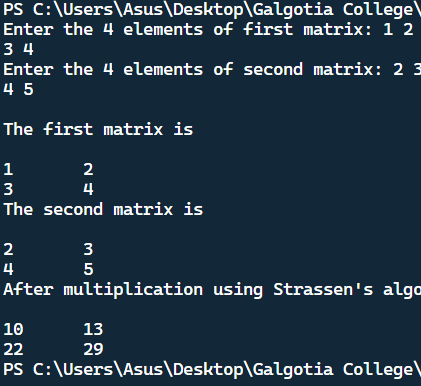 PS C:\Users\Asus\Desktop\Galgotia College\
Enter the 4 elements of first matrix: 1 2
3 4
Enter the 4 elements of second matrix: 2 3
4 5
The first matrix is
1 2
3 4
The second matrix is
2 3
4 5
After multiplication using Strassen's algo
10 13
22 29
PS C:\Users\Asus\Desktop\Galgotia College\